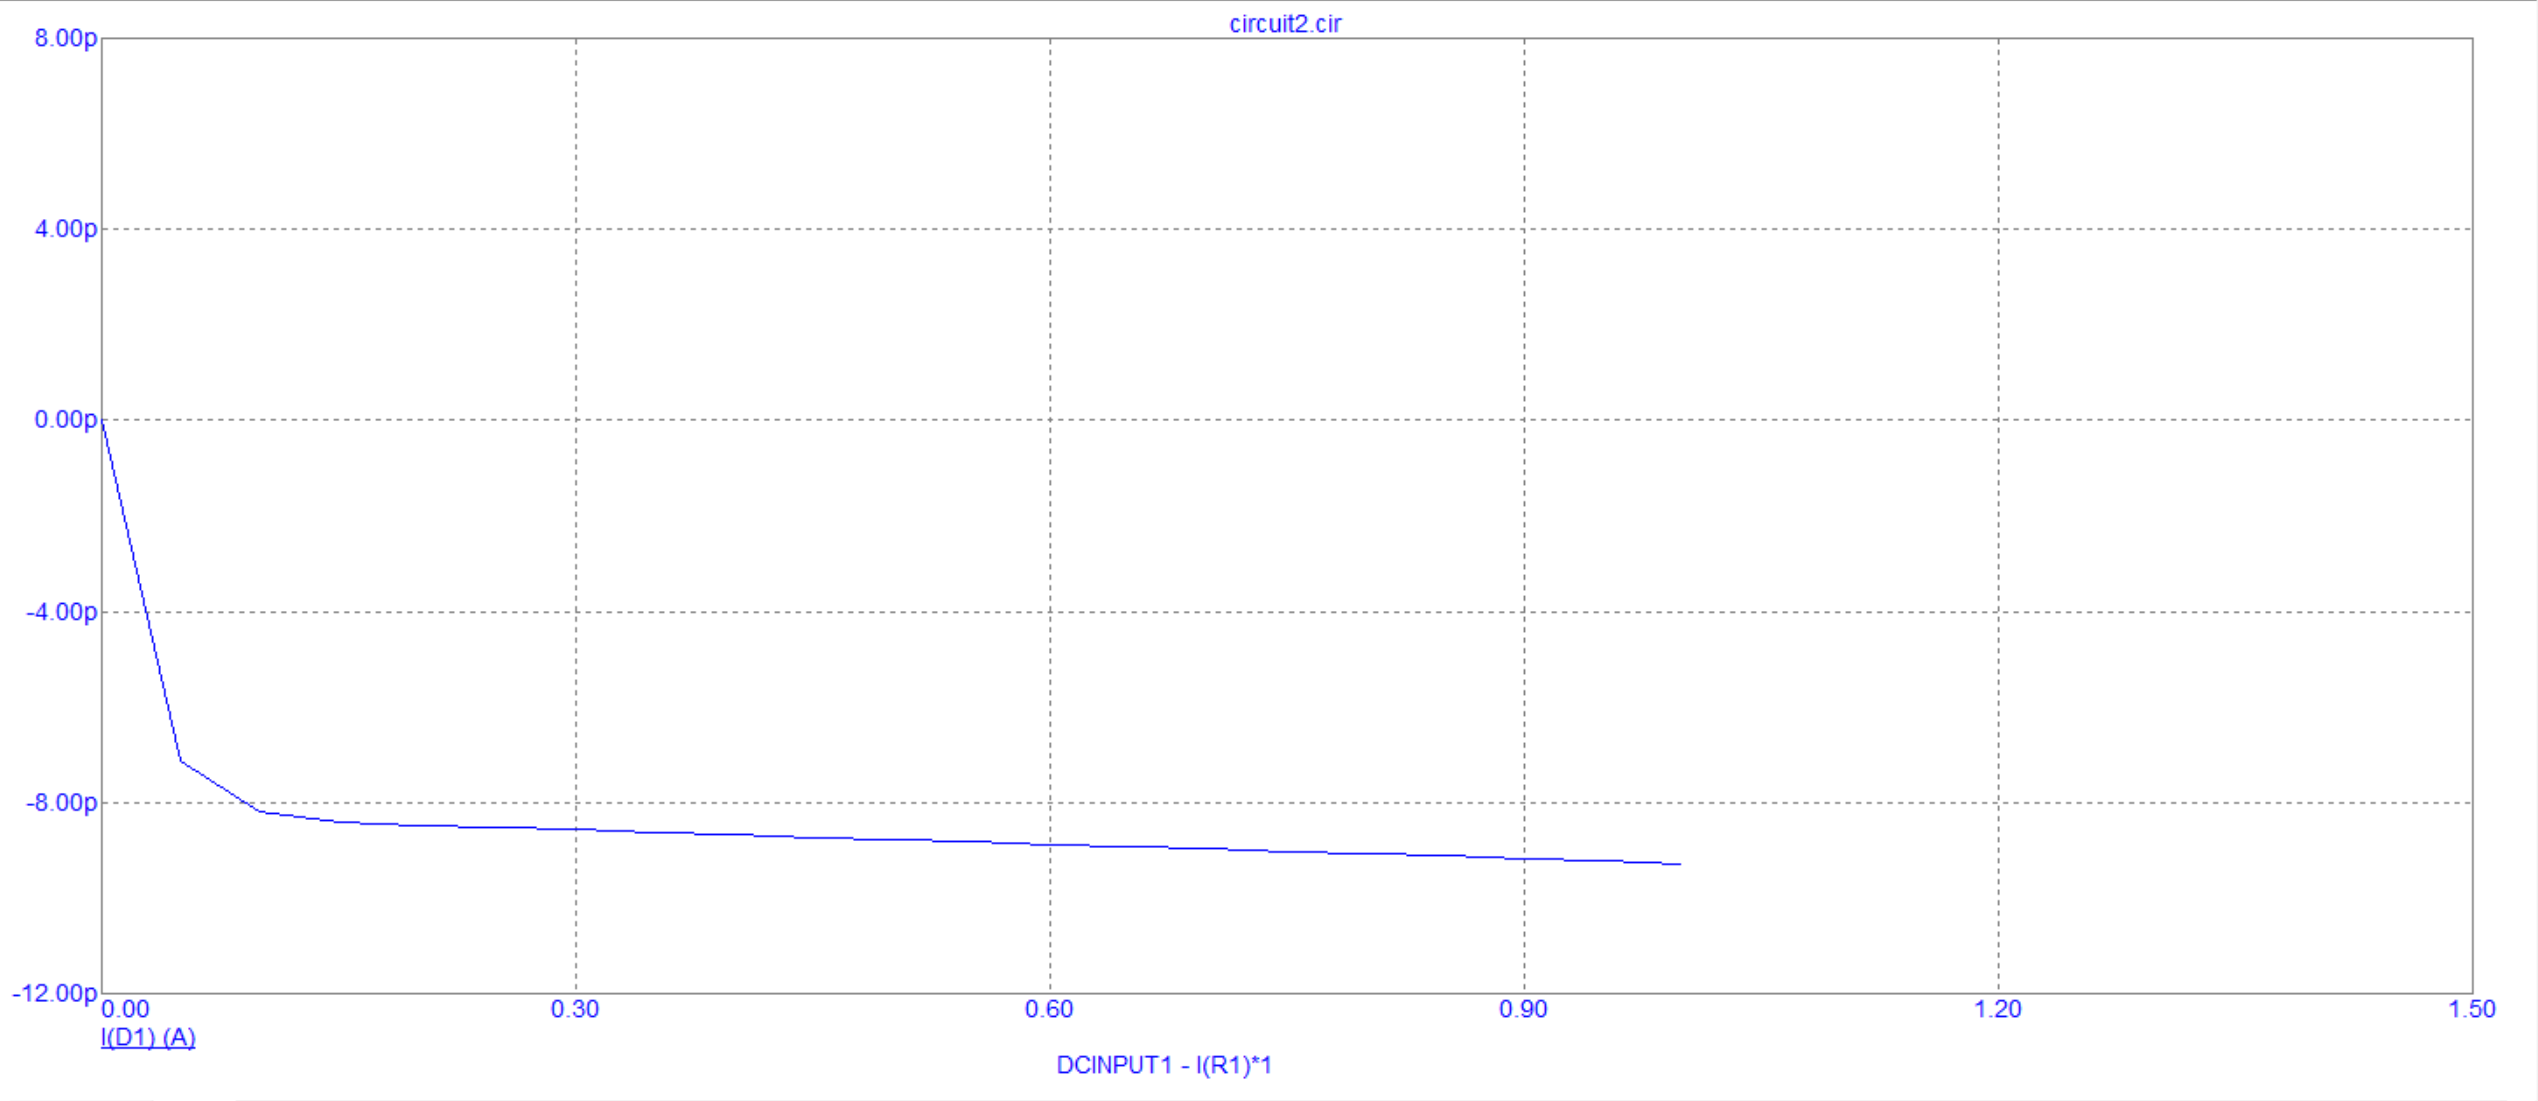 circuit2.cir
8.00p
4.00p
0.00p
-4.00p
-8.00p
-12.00p
0.00 0.30 0.60 0.90 1.20 1.50
I(D1) (A)
DCINPUT1 - I(R1)*1